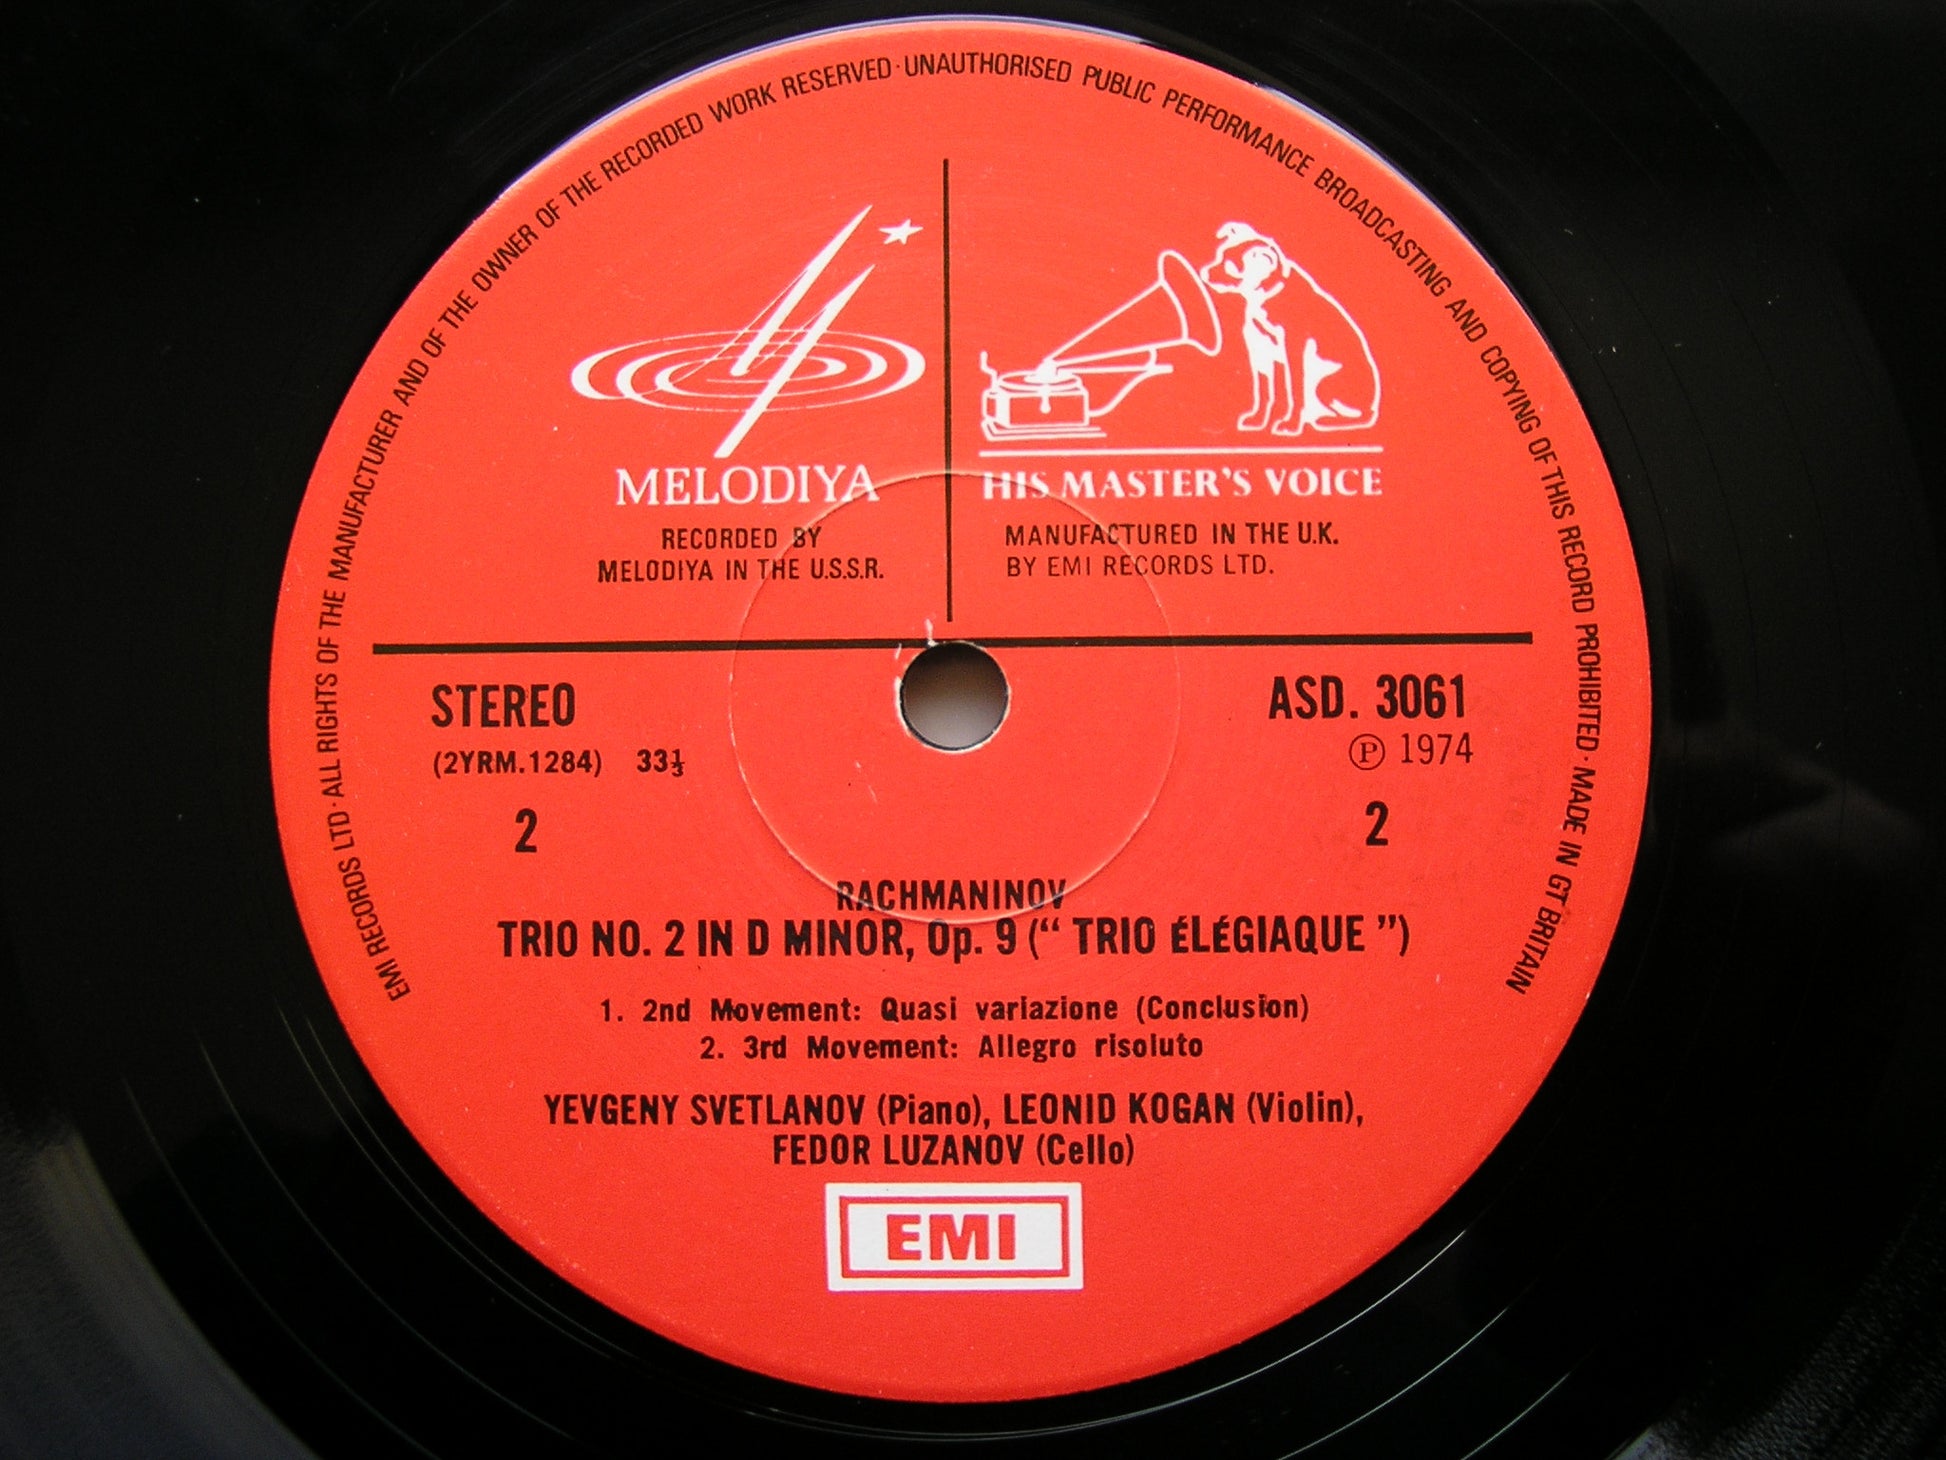 EMI RECORDS LTD · ALL RIGHTS OF THE MANUFACTURER AND OF THE OWNER OF THE RECORDED WORK RESERVED · UNAUTHORISED PUBLIC PERFORMANCE BROADCASTING AND COPYING OF THIS RECORD PROHIBITED · MADE IN GT BRITAIN
MELODIYA
RECORDED BY
MELODIYA IN THE U.S.S.R.
HIS MASTER'S VOICE
MANUFACTURED IN THE U.K.
BY EMI RECORDS LTD.
STEREO
(2YRM.1284) 33⅓
2
ASD. 3061
Ⓟ 1974
2
RACHMANINOV
TRIO NO. 2 IN D MINOR, Op. 9 (“ TRIO ÉLÉGIAQUE ”)
1. 2nd Movement: Quasi variazione (Conclusion)
2. 3rd Movement: Allegro risoluto
YEVGENY SVETLANOV (Piano), LEONID KOGAN (Violin),
FEDOR LUZANOV (Cello)
EMI